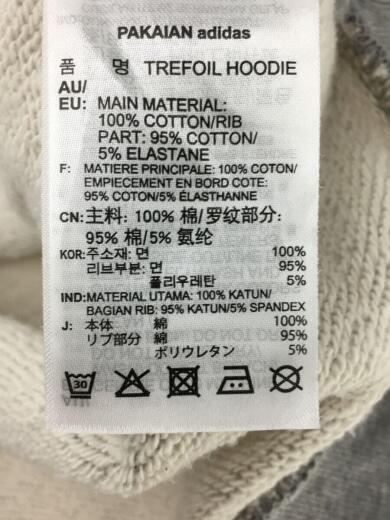 PAKAIAN adidas
品 名 TREFOIL HOODIE
AU/
EU: MAIN MATERIAL:
100% COTTON/RIB
PART: 95% COTTON/
5% ELASTANE
F: MATIERE PRINCIPALE: 100% COTON/
EMPIECEMENT EN BORD COTE:
95% COTON/5% ÉLASTHANNE
CN:主料: 100% 棉/罗纹部分:
95% 棉/5% 氨纶
KOR:주소재: 면 100%
리브부분: 면 95%
폴리우레탄 5%
IND:MATERIAL UTAMA: 100% KATUN/
BAGIAN RIB: 95% KATUN/5% SPANDEX
J: 本体 綿 100%
リブ部分 綿 95%
ポリウレタン 5%
30